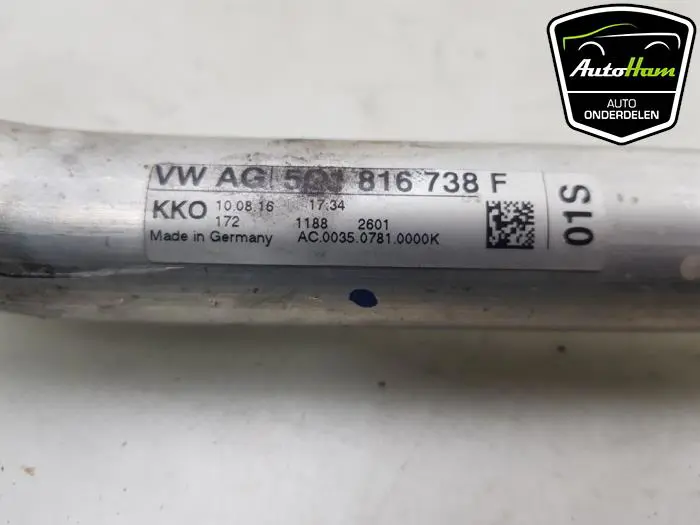 AutoHam
AUTO
ONDERDELEN
VW AG 5Q1 816 738 F
KKO 10.08.16 17:34
172 1188 2601
Made in Germany AC.0035.0781.0000K
01S